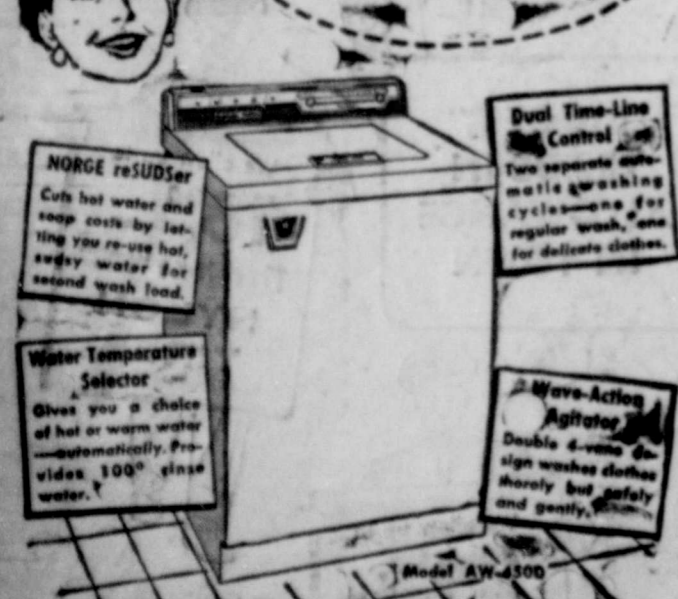 NORGE reSUDSer
Cuts hot water and
soap costs by let-
ting you re-use hot,
sudsy water for
second wash load.
Dual Time-Line
Control
Two separate auto-
matic washing
cycles—one for
regular wash, one
for delicate clothes.
Water Temperature
Selector
Gives you a choice
of hot or warm water
—automatically. Pro-
vides 100° rinse
water.
Wave-Action
Agitator
Double 4-vane de-
sign washes clothes
thoroly but safely
and gently.
Model AW-450D